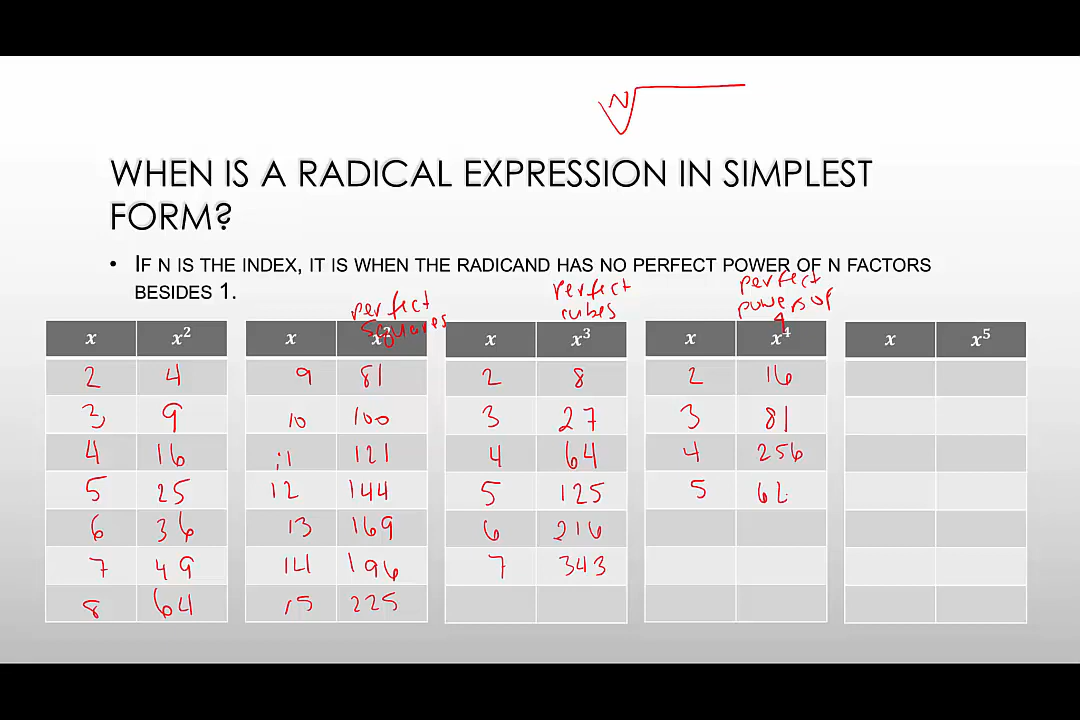 N
WHEN IS A RADICAL EXPRESSION IN SIMPLEST
FORM?
• IF N IS THE INDEX, IT IS WHEN THE RADICAND HAS NO PERFECT POWER OF N FACTORS
BESIDES 1.
perfect
squares
perfect
cubes
perfect
powers of
4
x x² x x² x x³ x x⁴ x x⁵
2 4 9 81 2 8 2 16
3 9 10 100 3 27 3 81
4 16 11 121 4 64 4 256
5 25 12 144 5 125 5 62
6 36 13 169 6 216
7 49 14 196 7 343
8 64 15 225